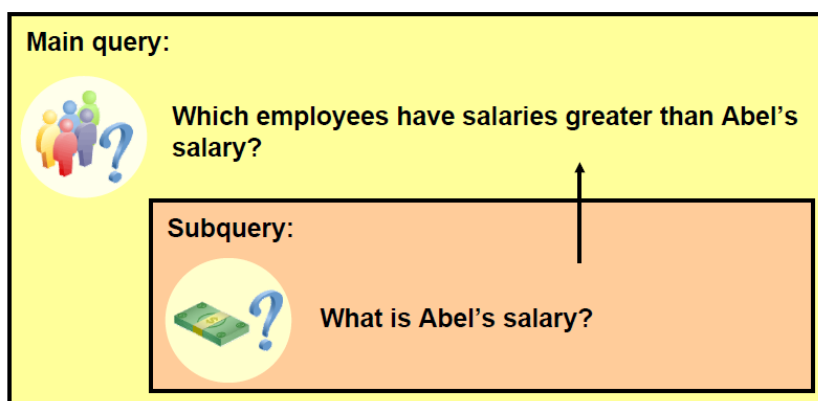 Main query:
Which employees have salaries greater than Abel's
salary?
Subquery:
What is Abel's salary?